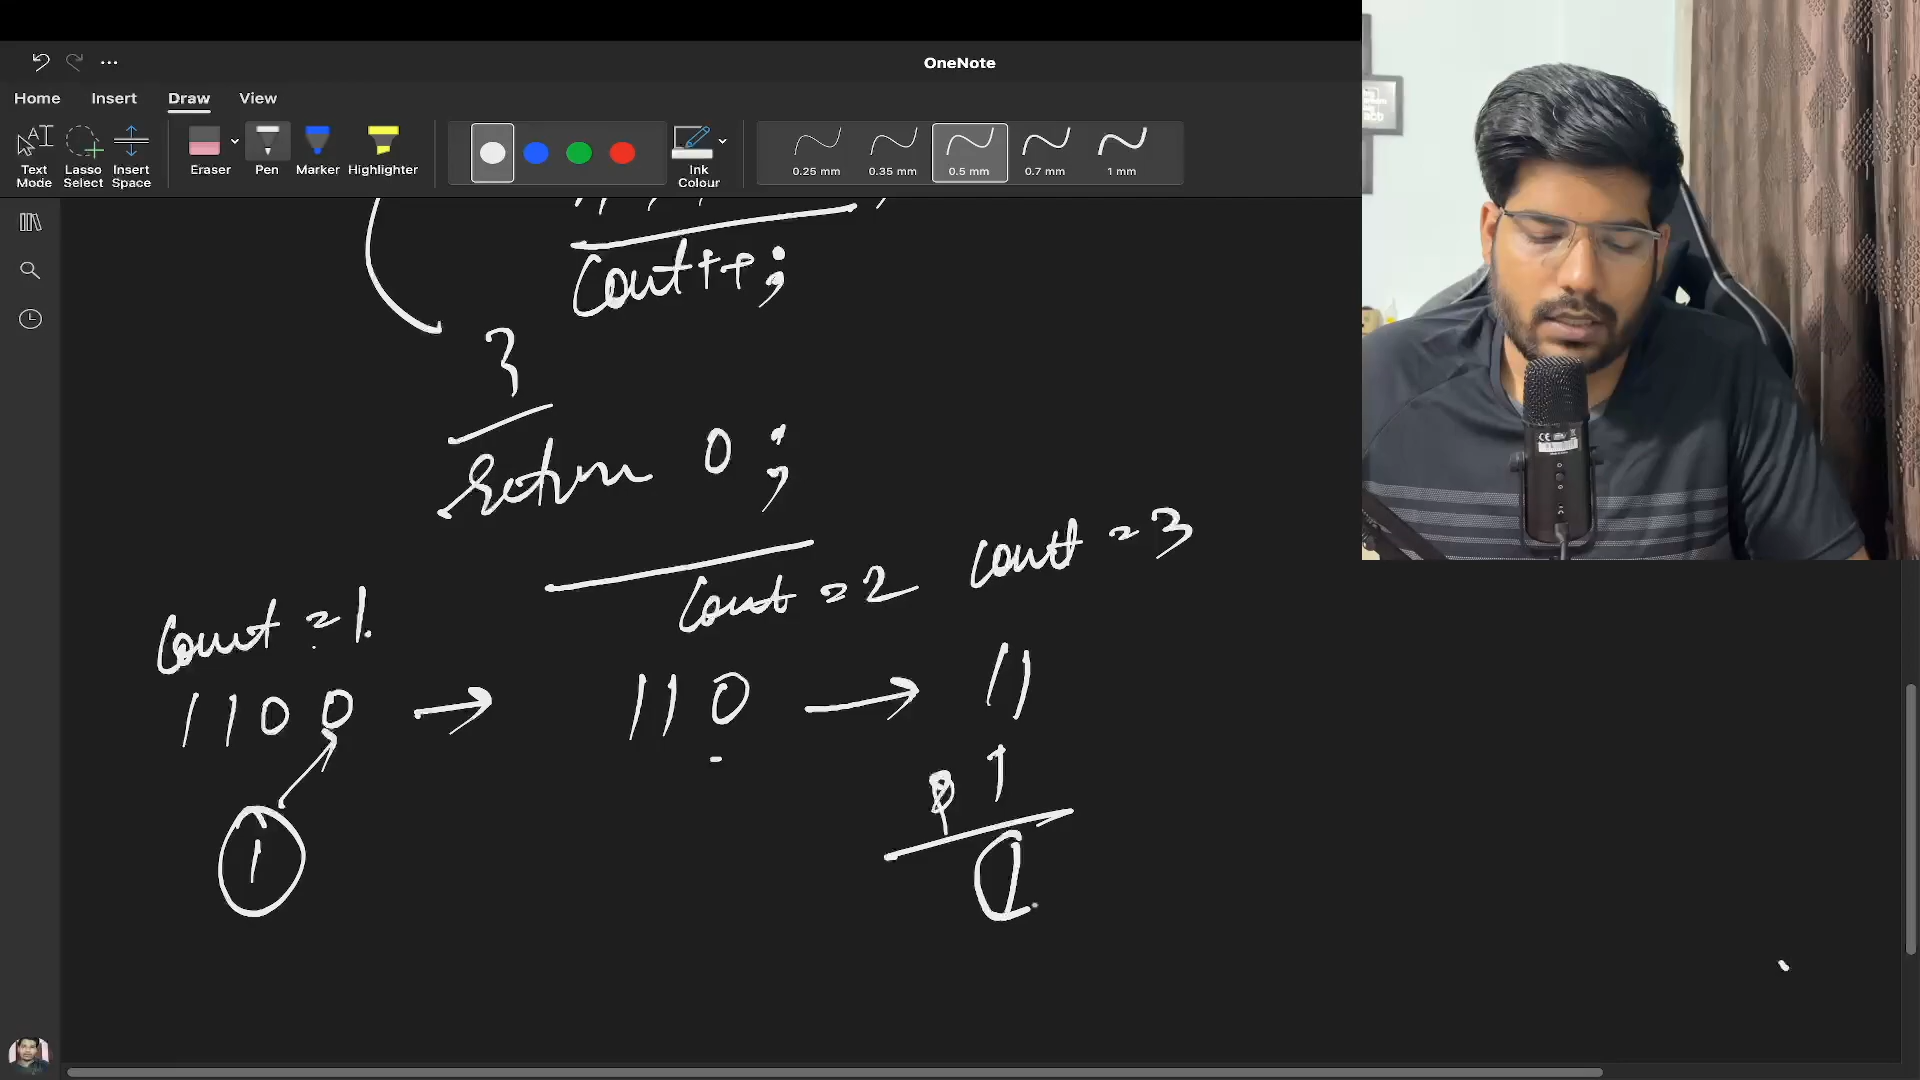 OneNote
Home Insert Draw View
Text Mode Lasso Select Insert Space Eraser Pen Marker Highlighter Ink Colour 0.25 mm 0.35 mm 0.5 mm 0.7 mm 1 mm
Count++;
}
return 0;
Count = 1. Count = 2 Count = 3
1100 → 110 → 11
1
1
1